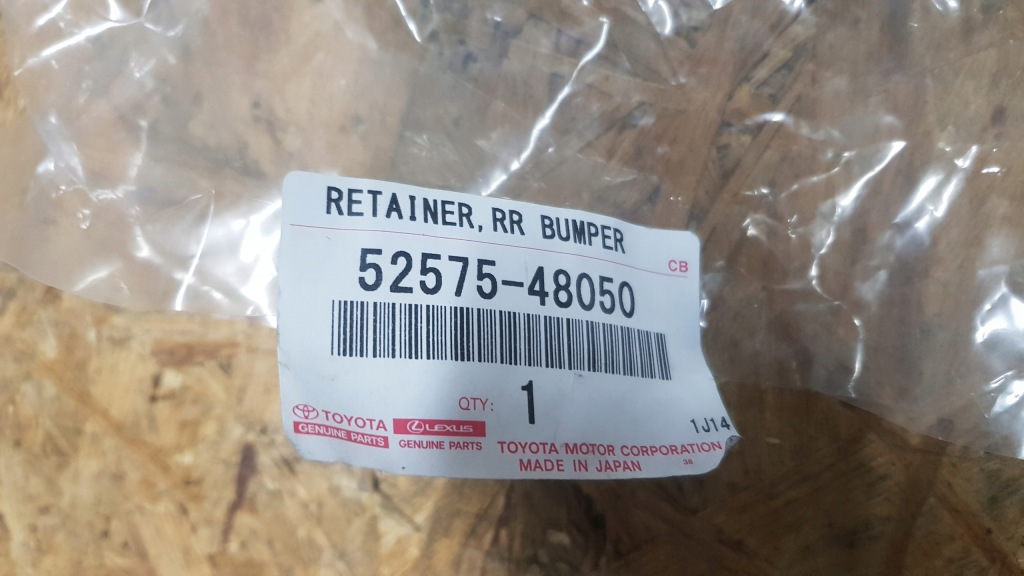 RETAINER,RR BUMPER
CB
52575-48050
QTY: 1
1J14
TOYOTA
GENUINE PARTS
LEXUS
GENUINE PARTS
TOYOTA MOTOR CORPORATION
MADE IN JAPAN
38